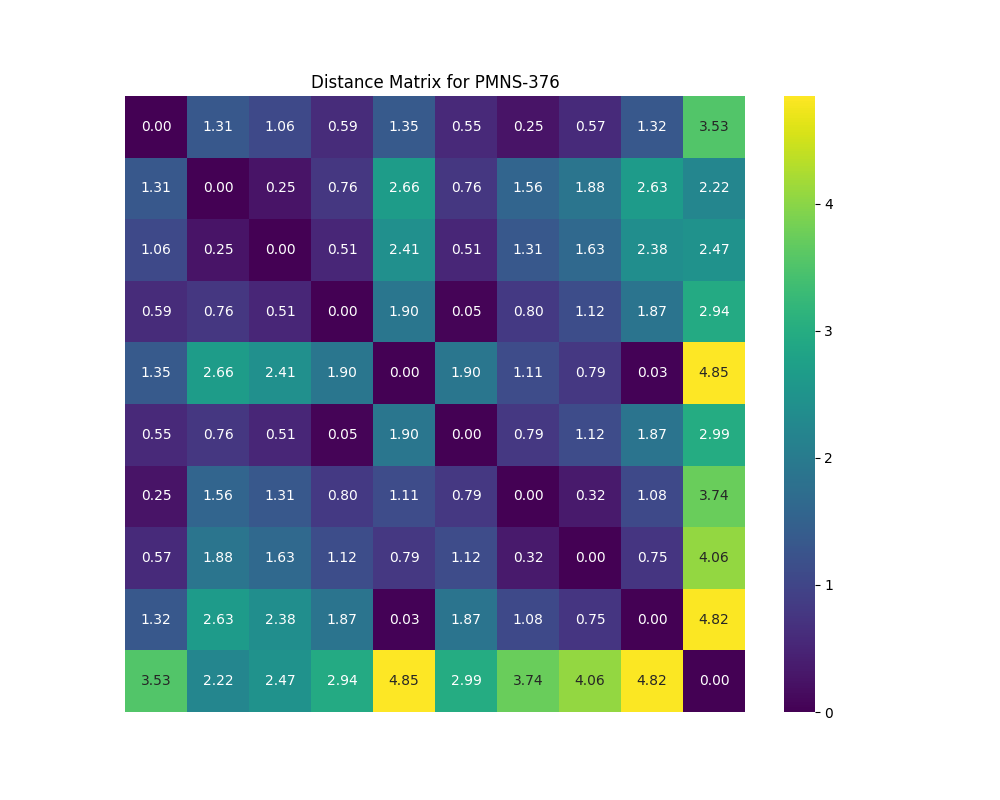 Distance Matrix for PMNS-376
0.00 1.31 1.06 0.59 1.35 0.55 0.25 0.57 1.32 3.53
1.31 0.00 0.25 0.76 2.66 0.76 1.56 1.88 2.63 2.22
4
1.06 0.25 0.00 0.51 2.41 0.51 1.31 1.63 2.38 2.47
0.59 0.76 0.51 0.00 1.90 0.05 0.80 1.12 1.87 2.94
3
1.35 2.66 2.41 1.90 0.00 1.90 1.11 0.79 0.03 4.85
0.55 0.76 0.51 0.05 1.90 0.00 0.79 1.12 1.87 2.99
2
0.25 1.56 1.31 0.80 1.11 0.79 0.00 0.32 1.08 3.74
0.57 1.88 1.63 1.12 0.79 1.12 0.32 0.00 0.75 4.06
1
1.32 2.63 2.38 1.87 0.03 1.87 1.08 0.75 0.00 4.82
3.53 2.22 2.47 2.94 4.85 2.99 3.74 4.06 4.82 0.00
0